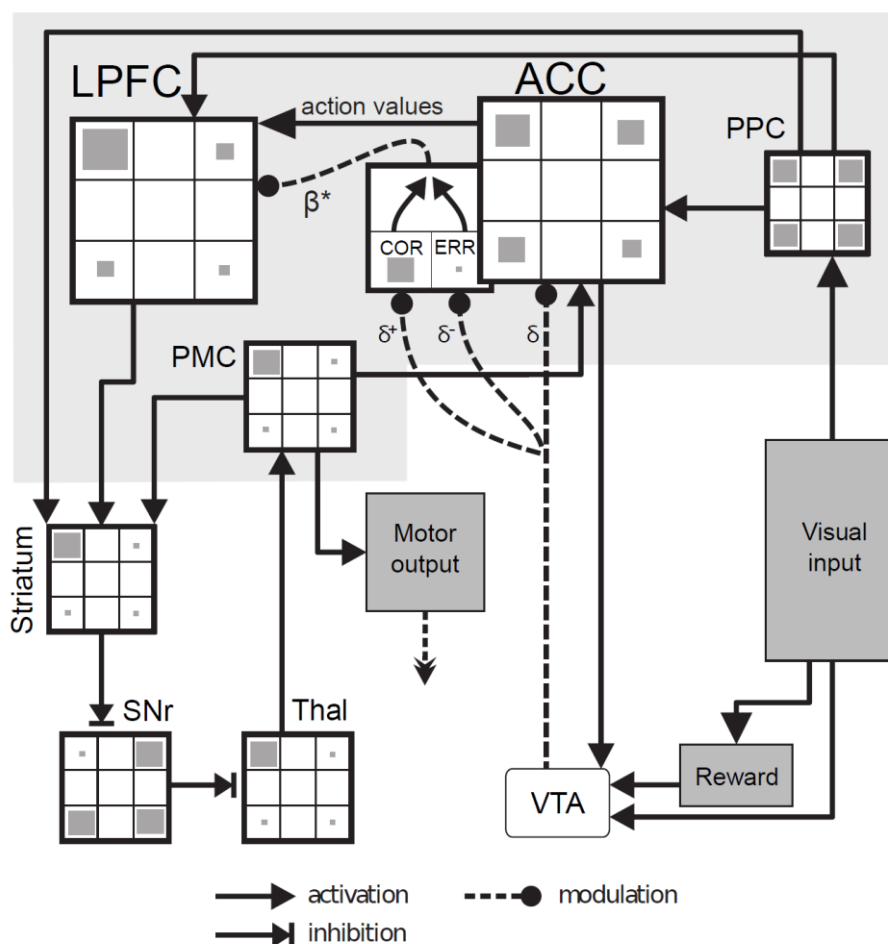 LPFC
ACC
action values
PPC
β*
COR
ERR
δ+
δ-
δ
PMC
Striatum
Motor
output
Visual
input
SNr
Thal
Reward
VTA
activation
modulation
inhibition